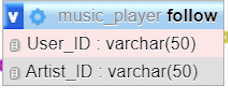 v music_player follow
User_ID : varchar(50)
Artist_ID : varchar(50)